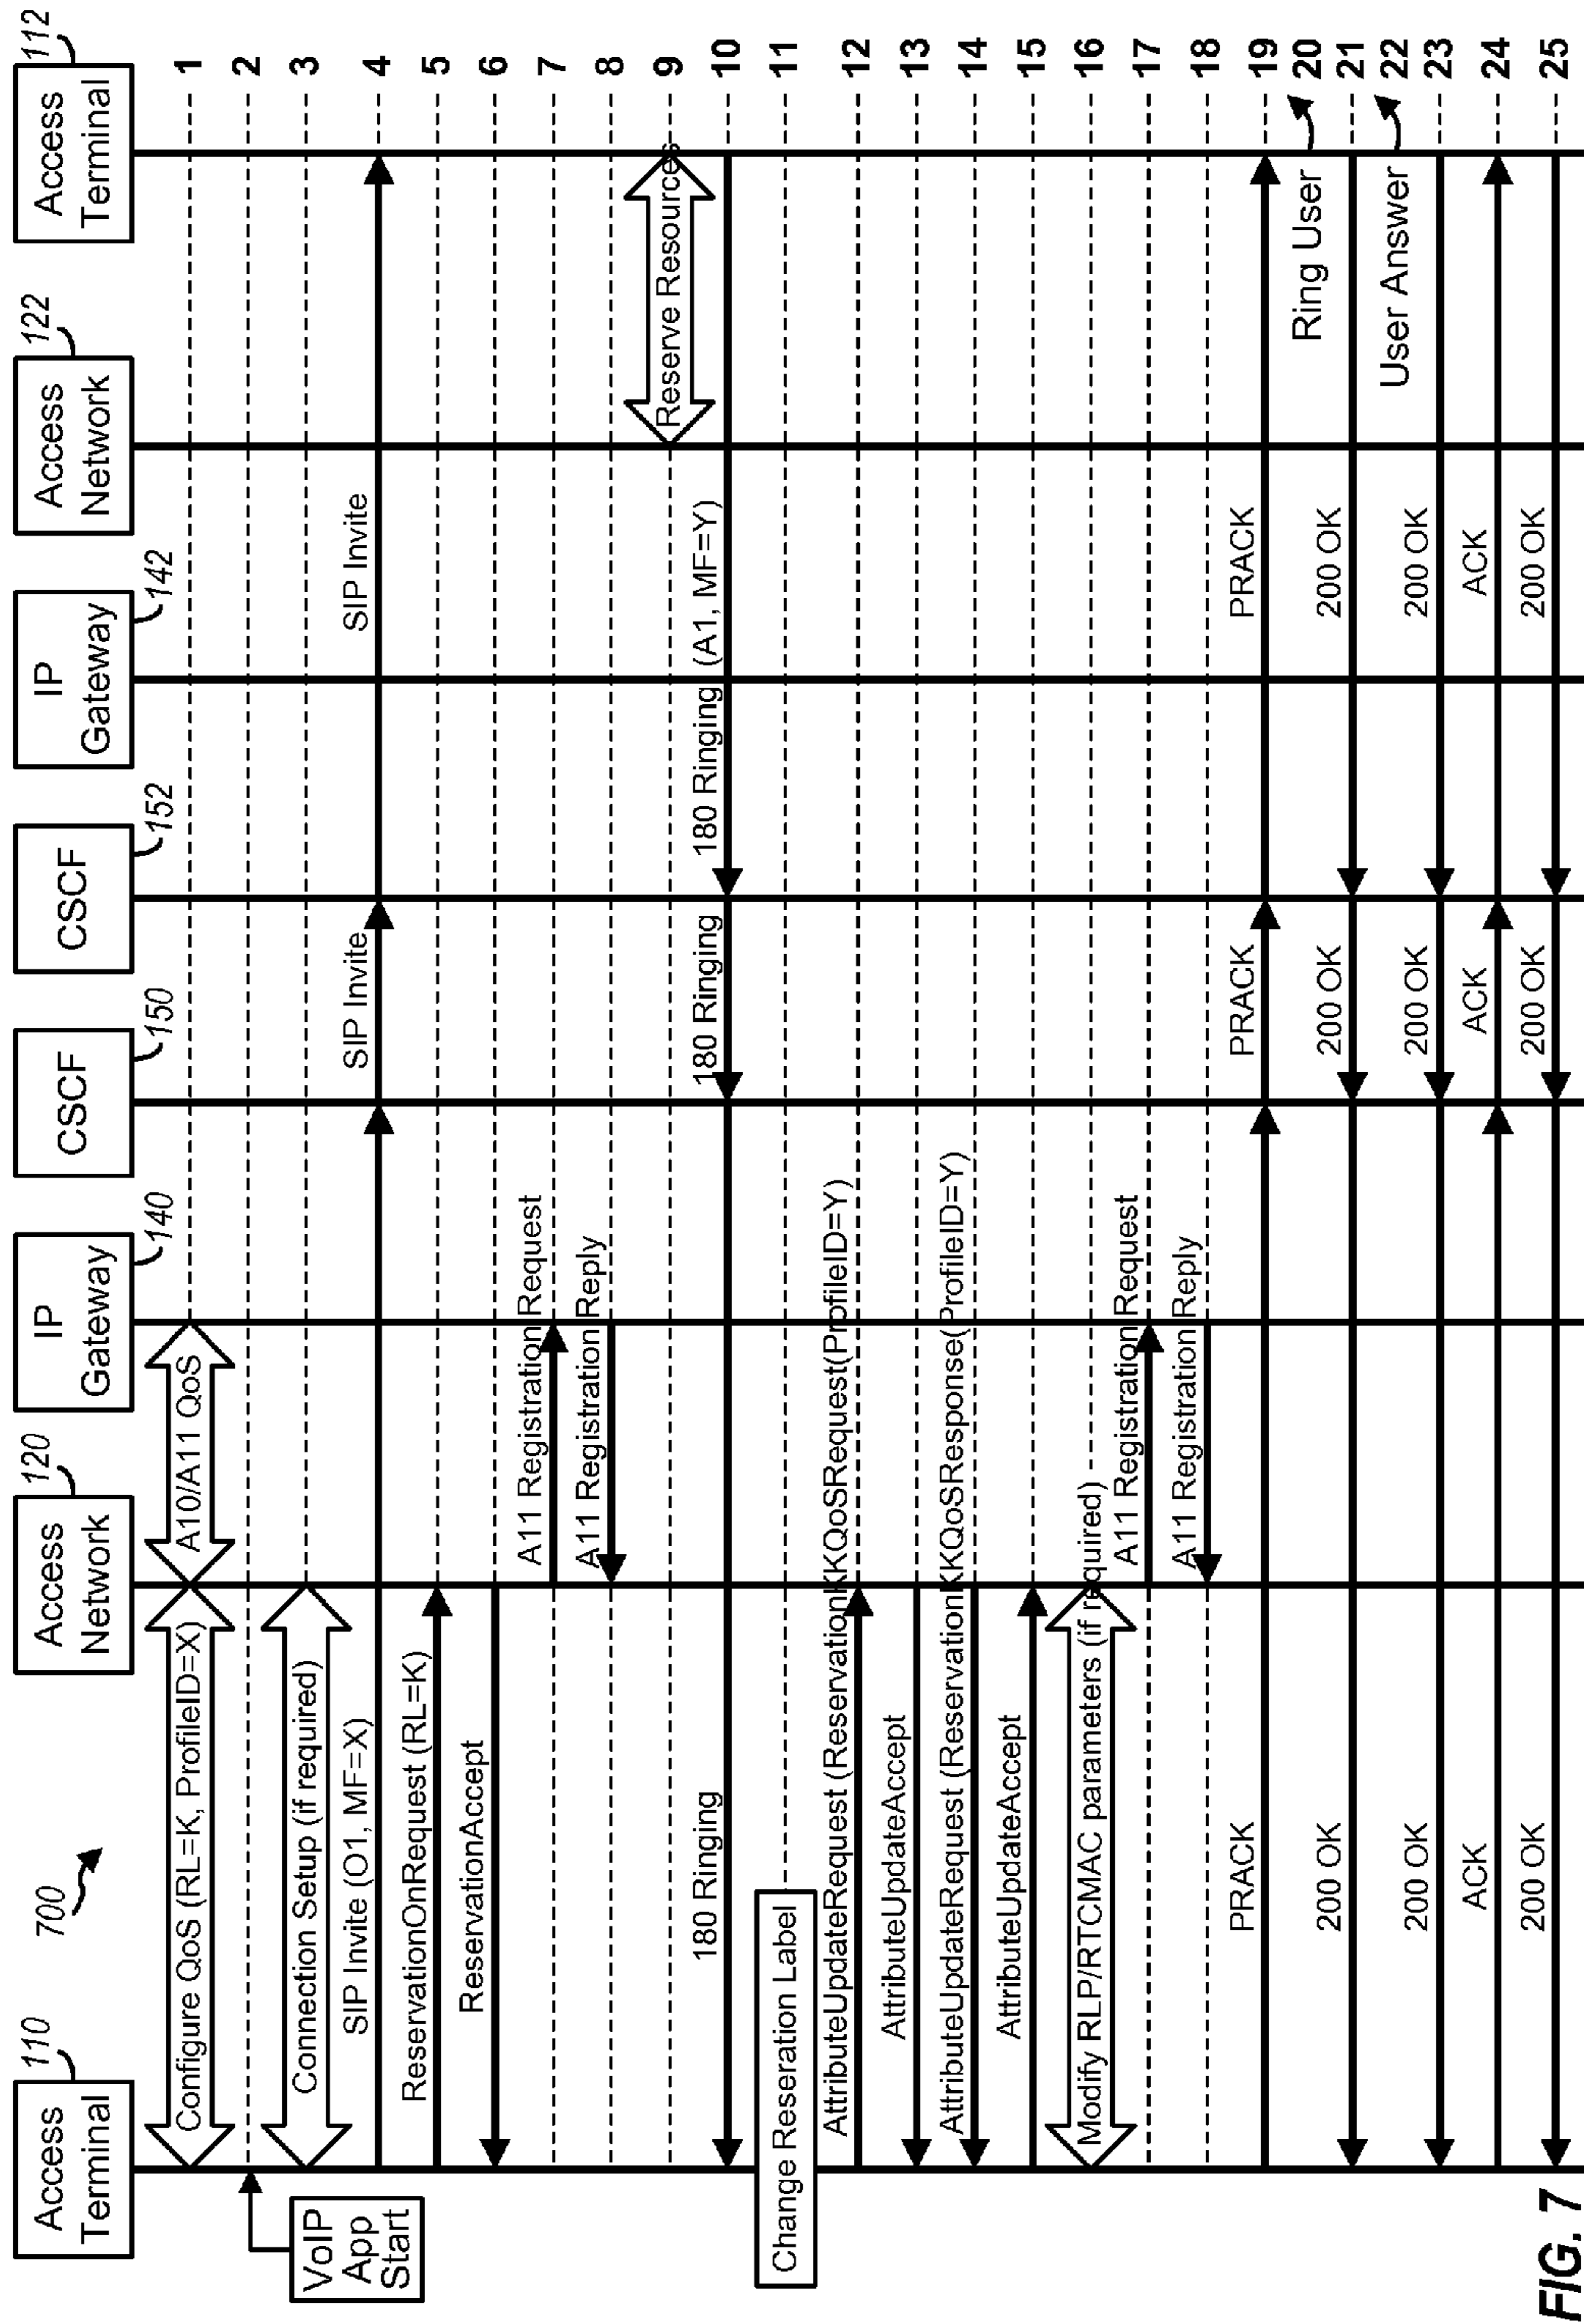 700
Access
Terminal
110
Access
Network
120
IP
Gateway
140
CSCF
150
CSCF
152
IP
Gateway
142
Access
Network
122
Access
Terminal
112
Configure QoS (RL=K, ProfileID=X)
A10/A11 QoS
1
VoIP
App
Start
2
Connection Setup (if required)
3
SIP Invite (O1, MF=X)
SIP Invite
SIP Invite
4
ReservationOnRequest (RL=K)
5
ReservationAccept
6
A11 Registration Request
7
A11 Registration Reply
8
Reserve Resources
9
180 Ringing
180 Ringing
180 Ringing (A1, MF=Y)
10
Change Reseration Label
11
AttributeUpdateRequest (ReservationKKQoSRequest(ProfileID=Y)
12
AttributeUpdateAccept
13
AttributeUpdateRequest (ReservationKKQoSResponse(ProfileID=Y)
14
AttributeUpdateAccept
15
Modify RLP/RTCMAC parameters (if required)
16
A11 Registration Request
17
A11 Registration Reply
18
PRACK
PRACK
PRACK
19
Ring User
20
200 OK
200 OK
200 OK
21
User Answer
22
200 OK
200 OK
200 OK
23
ACK
ACK
ACK
24
200 OK
200 OK
200 OK
25
FIG. 7